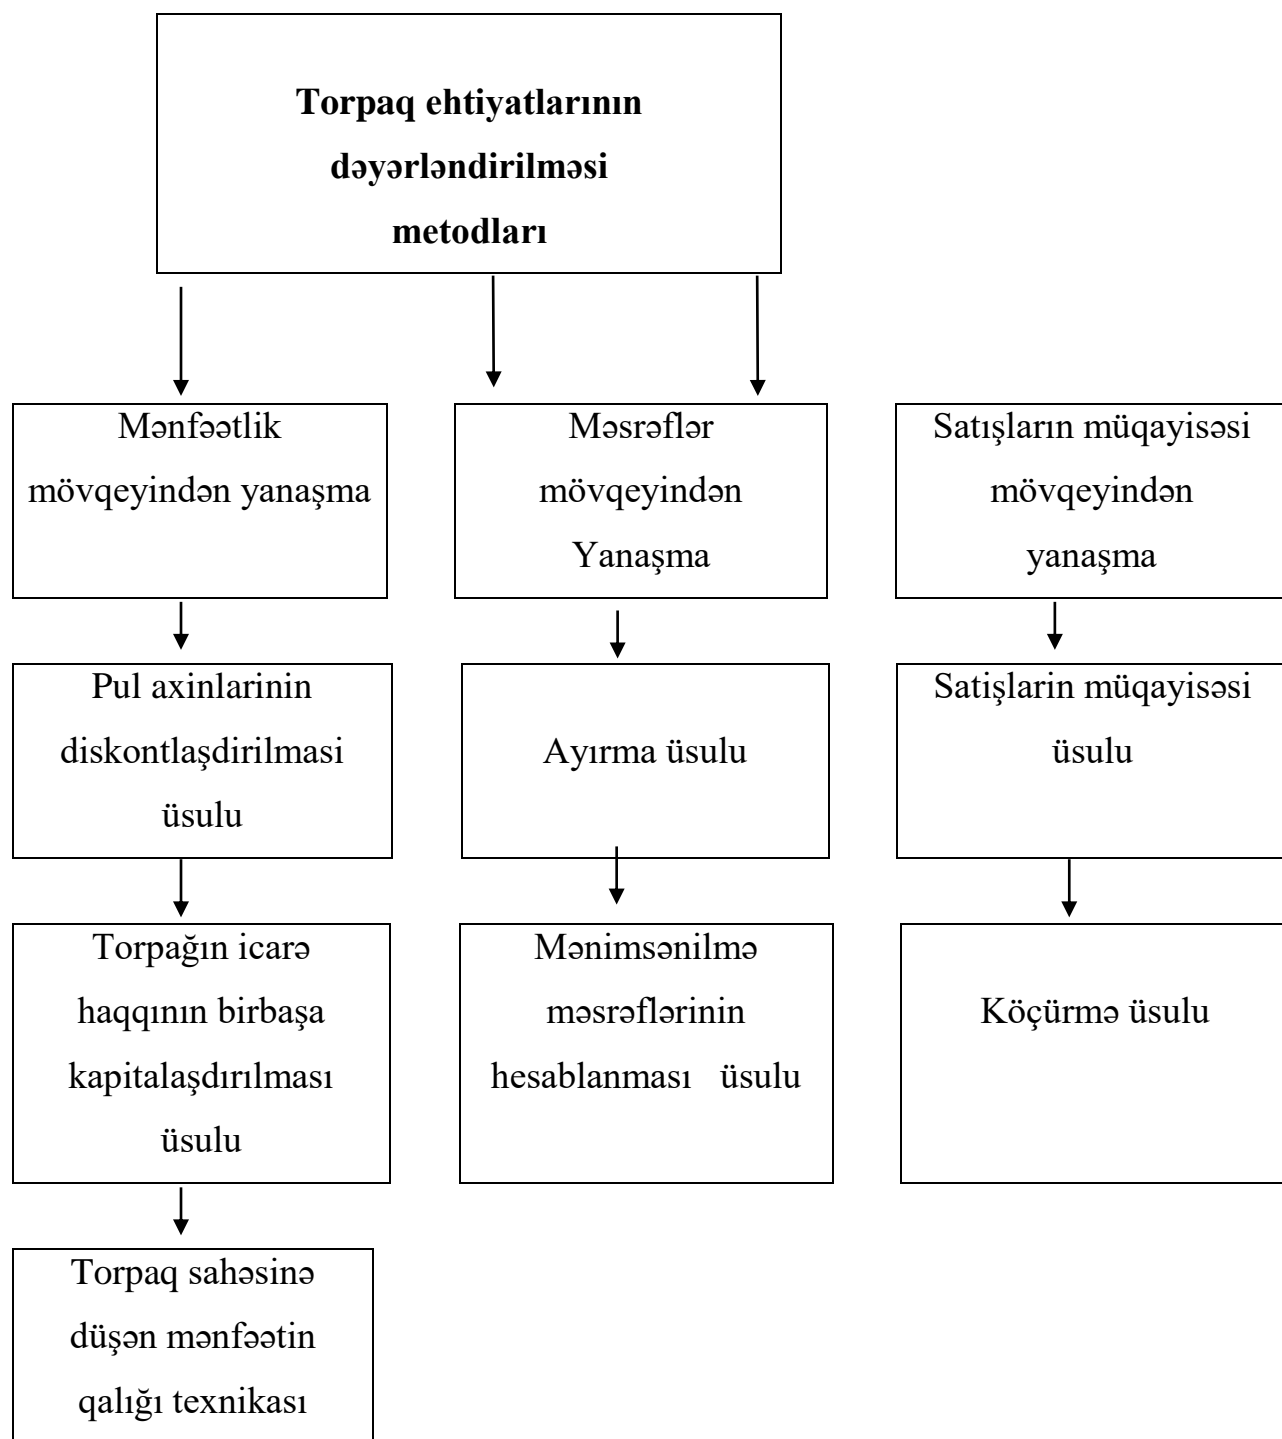 Torpaq ehtiyatlarının
dəyərləndirilməsi
metodları
Mənfəətlik
mövqeyindən yanaşma
Məsrəflər
mövqeyindən
Yanaşma
Satışların müqayisəsi
mövqeyindən
yanaşma
Pul axinlarinin
diskontlaşdirilmasi
üsulu
Ayırma üsulu
Satişlarin müqayisəsi
üsulu
Torpağın icarə
haqqının birbaşa
kapitalaşdırılması
üsulu
Mənimsənilmə
məsrəflərinin
hesablanması üsulu
Köçürmə üsulu
Torpaq sahəsinə
düşən mənfəətin
qalığı texnikası